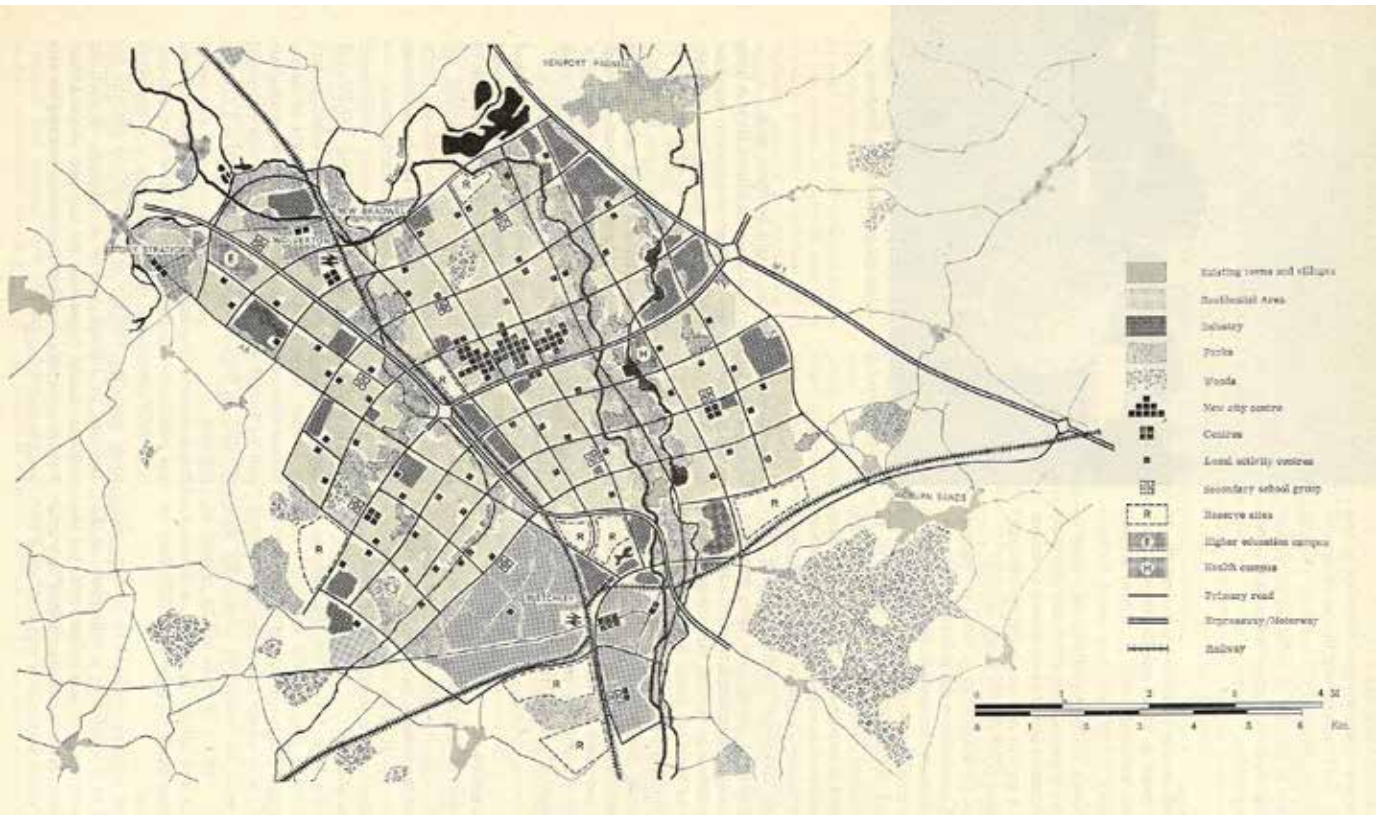 NEWPORT PAGNELL
R
NEW BRADWELL
STONY STRATFORD
WOLVERTON
E
M1
A5
H
R
R
WOBURN SANDS
R
R
R
BLETCHLEY
R
R
Existing towns and villages
Residential Area
Industry
Parks
Woods
New city centre
Centres
Local activity centres
Secondary school group
R Reserve sites
E Higher education campus
H Health campus
Primary road
Expressway/Motorway
Railway
0 1 2 3 4 M
0 1 2 3 4 5 6 Km.